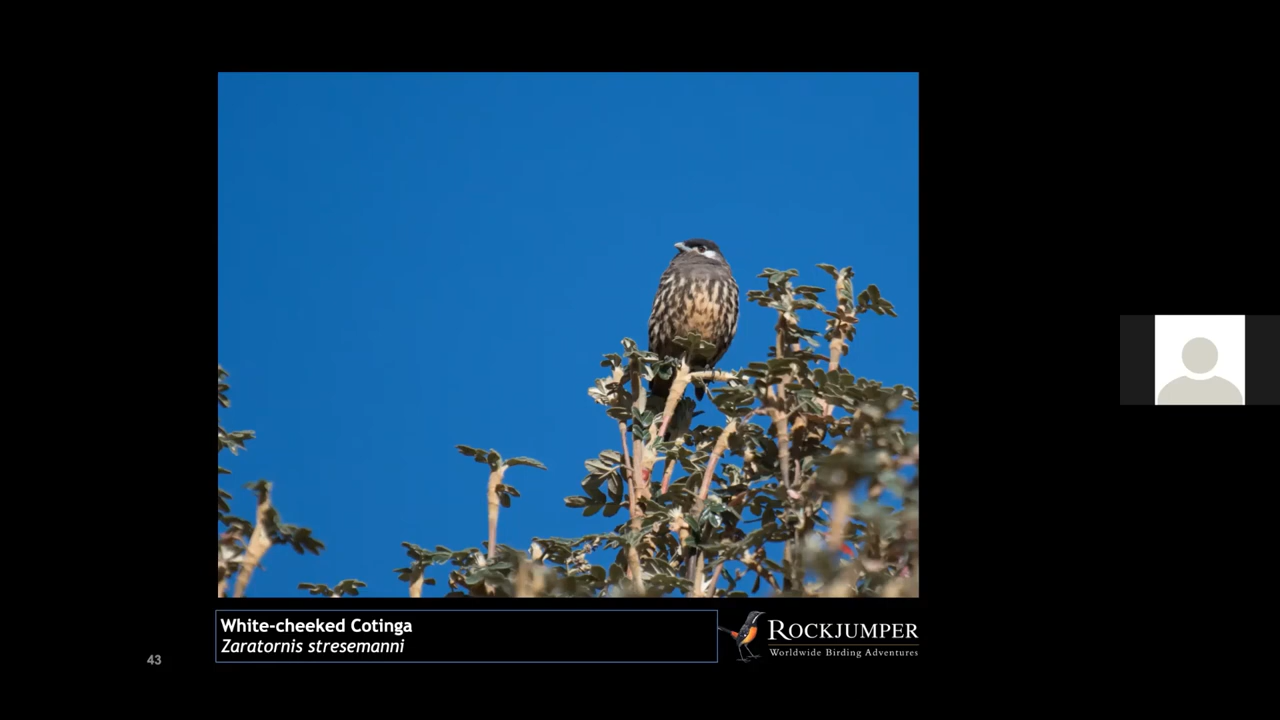 White-cheeked Cotinga
Zaratornis stresemanni
ROCKJUMPER
Worldwide Birding Adventures
43